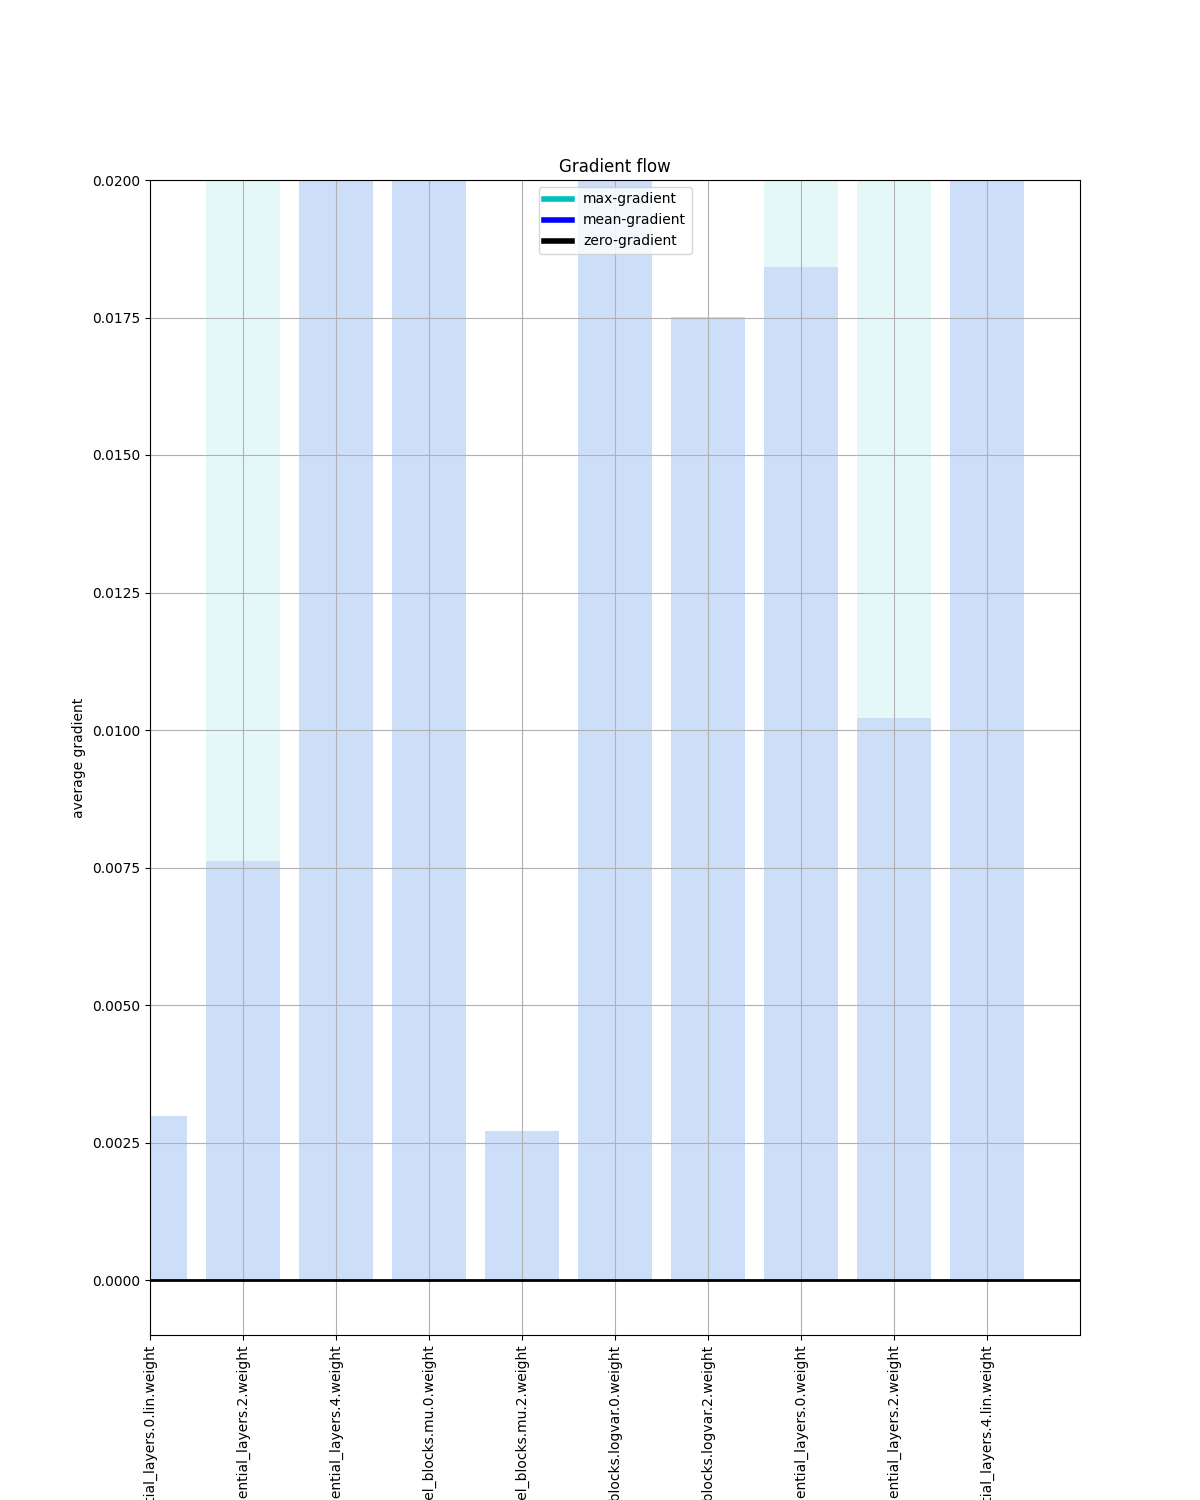 Gradient flow
max-gradient
mean-gradient
zero-gradient
0.0200
0.0175
0.0150
0.0125
0.0100
0.0075
0.0050
0.0025
0.0000
average gradient
tial_layers.0.lin.weight
ential_layers.2.weight
ential_layers.4.weight
el_blocks.mu.0.weight
el_blocks.mu.2.weight
blocks.logvar.0.weight
blocks.logvar.2.weight
ential_layers.0.weight
ential_layers.2.weight
tial_layers.4.lin.weight